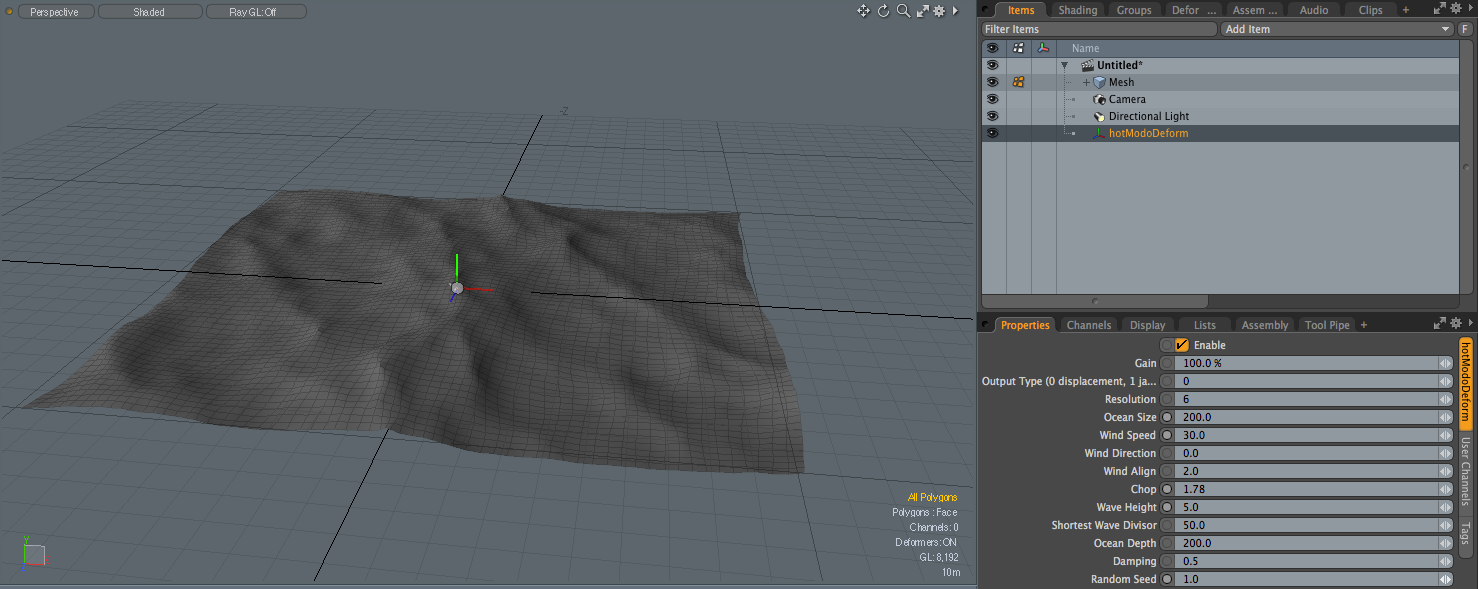 Perspective Shaded Ray GL: Off
-Z
All Polygons
Polygons : Face
Channels: 0
Deformers: ON
GL: 8,192
10 m
Y
Items Shading Groups Defor ... Assem ... Audio Clips +
Filter Items Add Item F
Name
Untitled*
Mesh
Camera
Directional Light
hotModoDeform
Properties Channels Display Lists Assembly Tool Pipe +
Enable
Gain 100.0 %
Output Type (0 displacement, 1 ja... 0
Resolution 6
Ocean Size 200.0
Wind Speed 30.0
Wind Direction 0.0
Wind Align 2.0
Chop 1.78
Wave Height 5.0
Shortest Wave Divisor 50.0
Ocean Depth 200.0
Damping 0.5
Random Seed 1.0
hotModoDeform
User Channels
Tags